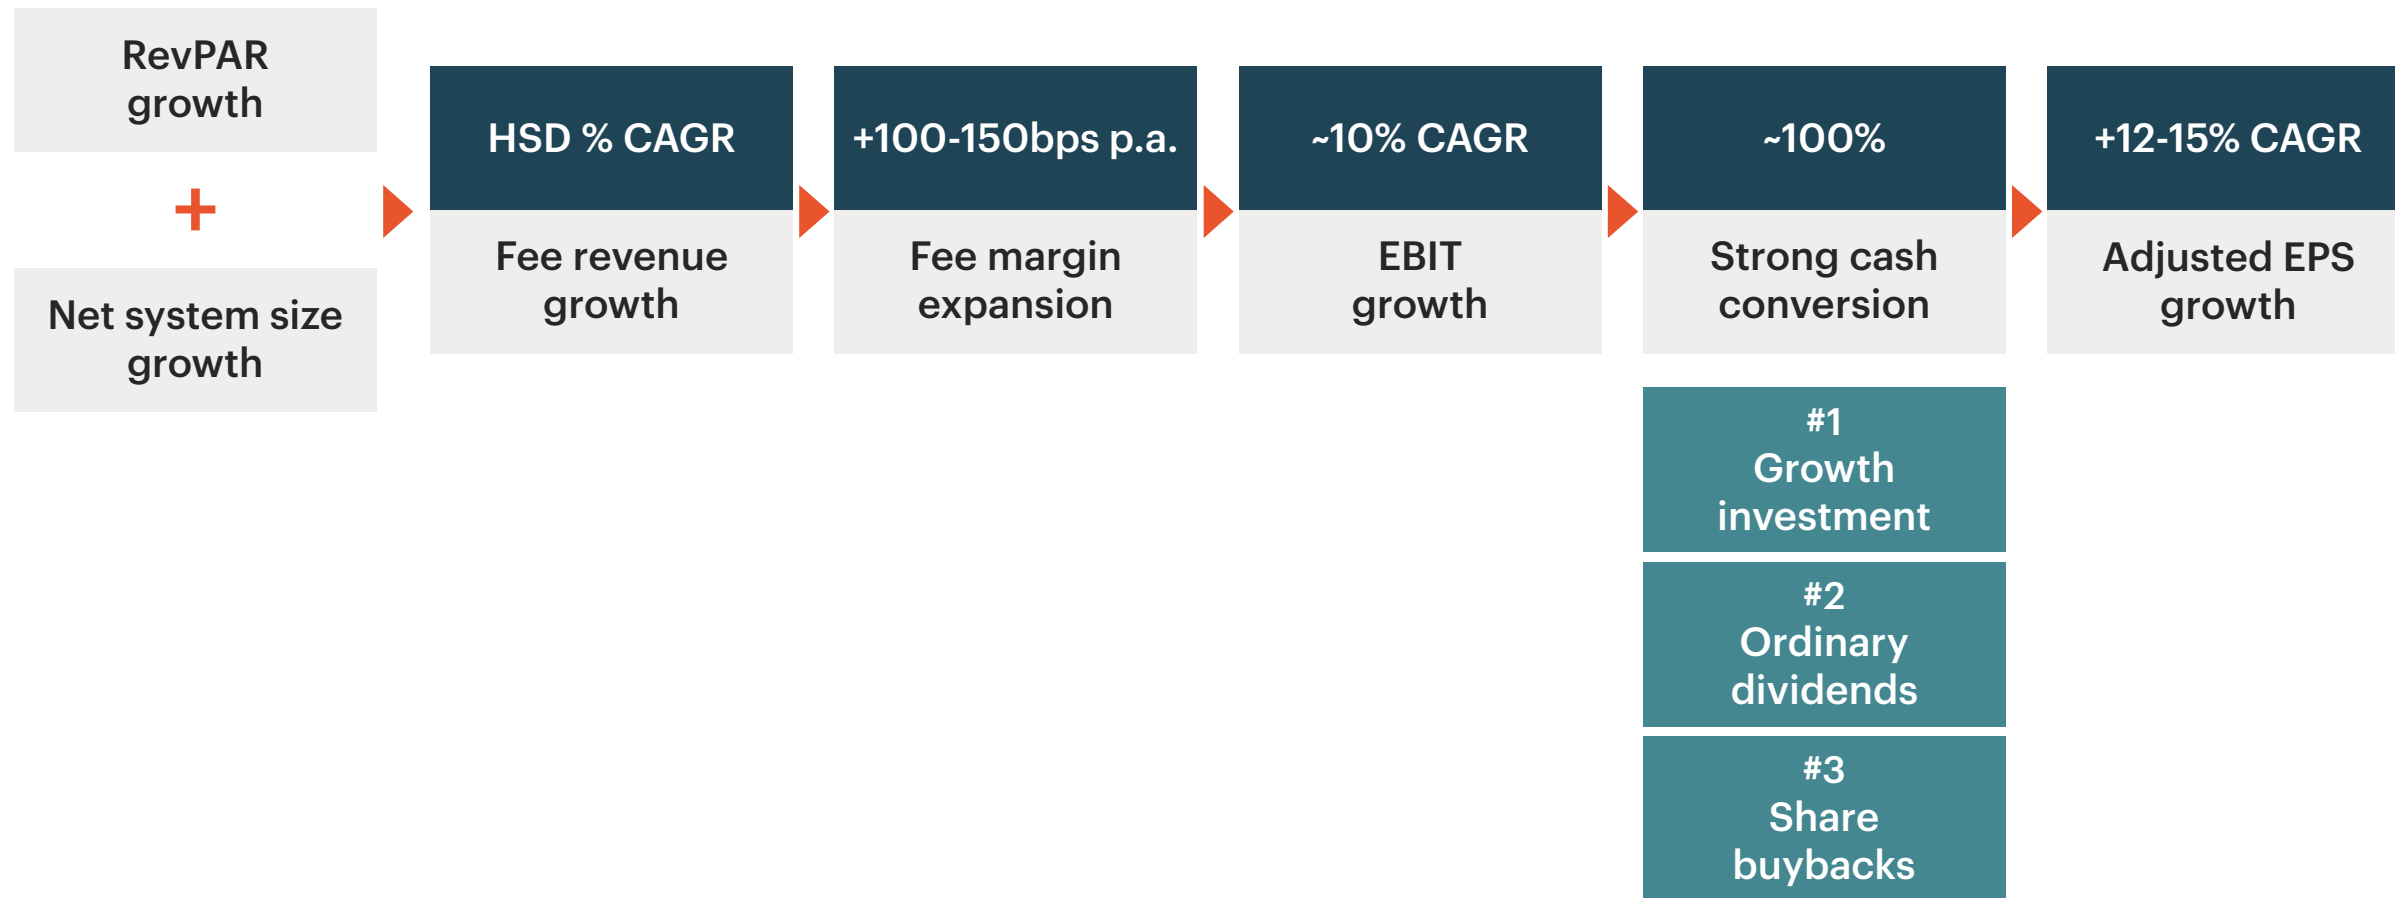 RevPAR
growth
+
Net system size
growth
HSD % CAGR
Fee revenue
growth
+100-150bps p.a.
Fee margin
expansion
~10% CAGR
EBIT
growth
~100%
Strong cash
conversion
#1
Growth
investment
#2
Ordinary
dividends
#3
Share
buybacks
+12-15% CAGR
Adjusted EPS
growth